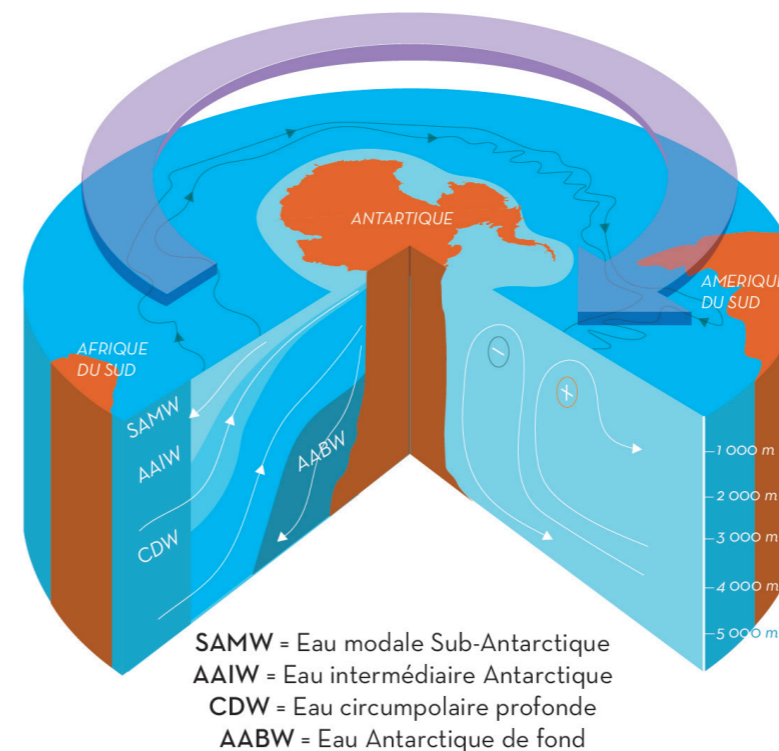 ANTARTIQUE
AMERIQUE
DU SUD
AFRIQUE
DU SUD
SAMW
AAIW
CDW
AABW
1 000 m
2 000 m
3 000 m
4 000 m
5 000 m
SAMW = Eau modale Sub-Antarctique
AAIW = Eau intermédiaire Antarctique
CDW = Eau circumpolaire profonde
AABW = Eau Antarctique de fond